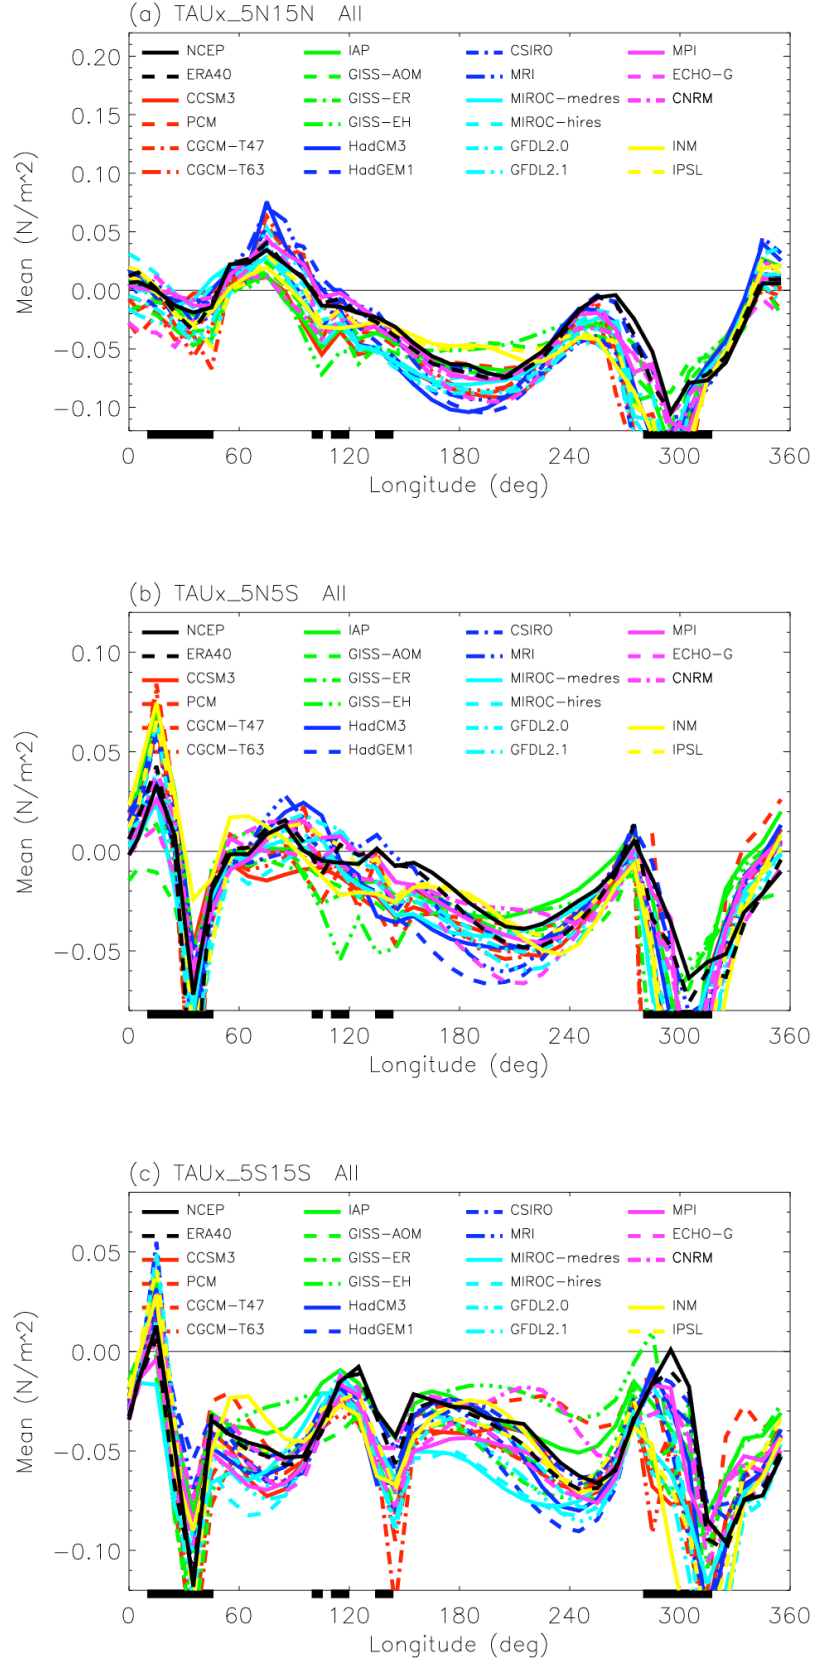 (a) TAUx_5N15N All
NCEP IAP CSIRO MPI
ERA40 GISS-AOM MRI ECHO-G
CCSM3 GISS-ER MIROC-medres CNRM
PCM GISS-EH MIROC-hires
CGCM-T47 HadCM3 GFDL2.0 INM
CGCM-T63 HadGEM1 GFDL2.1 IPSL
Mean (N/m^2)
0.20
0.15
0.10
0.05
0.00
-0.05
-0.10
0 60 120 180 240 300 360
Longitude (deg)
(b) TAUx_5N5S All
NCEP IAP CSIRO MPI
ERA40 GISS-AOM MRI ECHO-G
CCSM3 GISS-ER MIROC-medres CNRM
PCM GISS-EH MIROC-hires
CGCM-T47 HadCM3 GFDL2.0 INM
CGCM-T63 HadGEM1 GFDL2.1 IPSL
Mean (N/m^2)
0.10
0.05
0.00
-0.05
0 60 120 180 240 300 360
Longitude (deg)
(c) TAUx_5S15S All
NCEP IAP CSIRO MPI
ERA40 GISS-AOM MRI ECHO-G
CCSM3 GISS-ER MIROC-medres CNRM
PCM GISS-EH MIROC-hires
CGCM-T47 HadCM3 GFDL2.0 INM
CGCM-T63 HadGEM1 GFDL2.1 IPSL
Mean (N/m^2)
0.05
0.00
-0.05
-0.10
0 60 120 180 240 300 360
Longitude (deg)